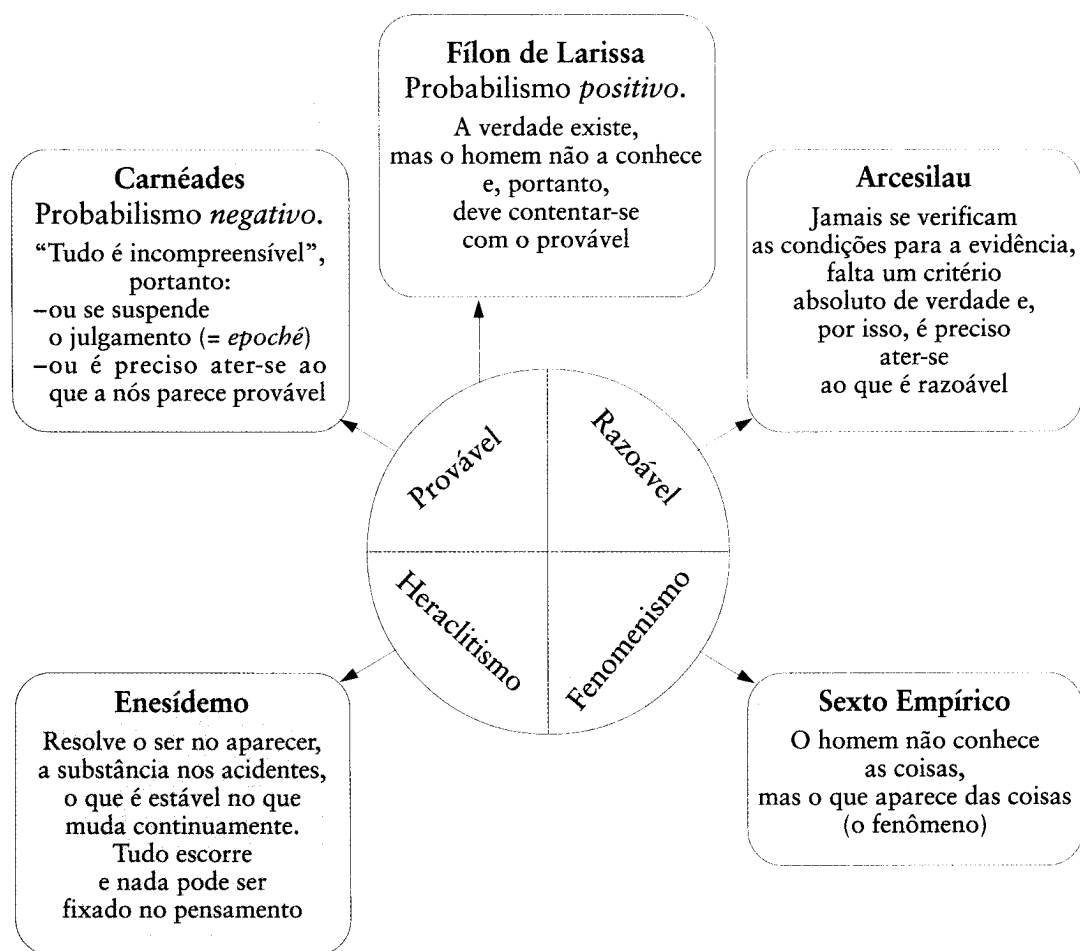 Fílon de Larissa
Probabilismo positivo.
A verdade existe,
mas o homem não a conhece
e, portanto,
deve contentar-se
com o provável
Carnéades
Probabilismo negativo.
“Tudo é incompreensível”,
portanto:
–ou se suspende
o julgamento (= epoché)
–ou é preciso ater-se ao
que a nós parece provável
Arcesilau
Jamais se verificam
as condições para a evidência,
falta um critério
absoluto de verdade e,
por isso, é preciso
ater-se
ao que é razoável
Provável
Razoável
Heraclitismo
Fenomenismo
Enesídemo
Resolve o ser no aparecer,
a substância nos acidentes,
o que é estável no que
muda continuamente.
Tudo escorre
e nada pode ser
fixado no pensamento
Sexto Empírico
O homem não conhece
as coisas,
mas o que aparece das coisas
(o fenômeno)